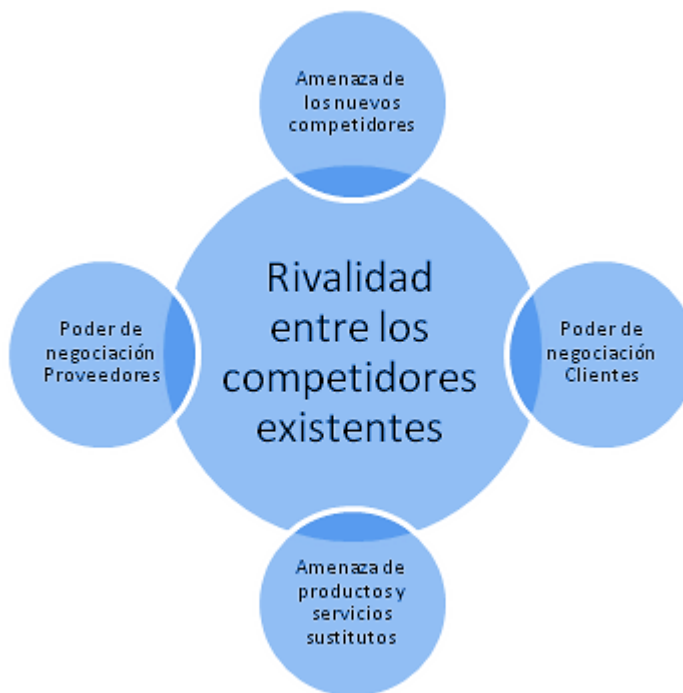 Amenaza de
los nuevos
competidores
Rivalidad
entre los
competidores
existentes
Poder de
negociación
Proveedores
Poder de
negociación
Clientes
Amenaza de
productos y
servicios
sustitutos